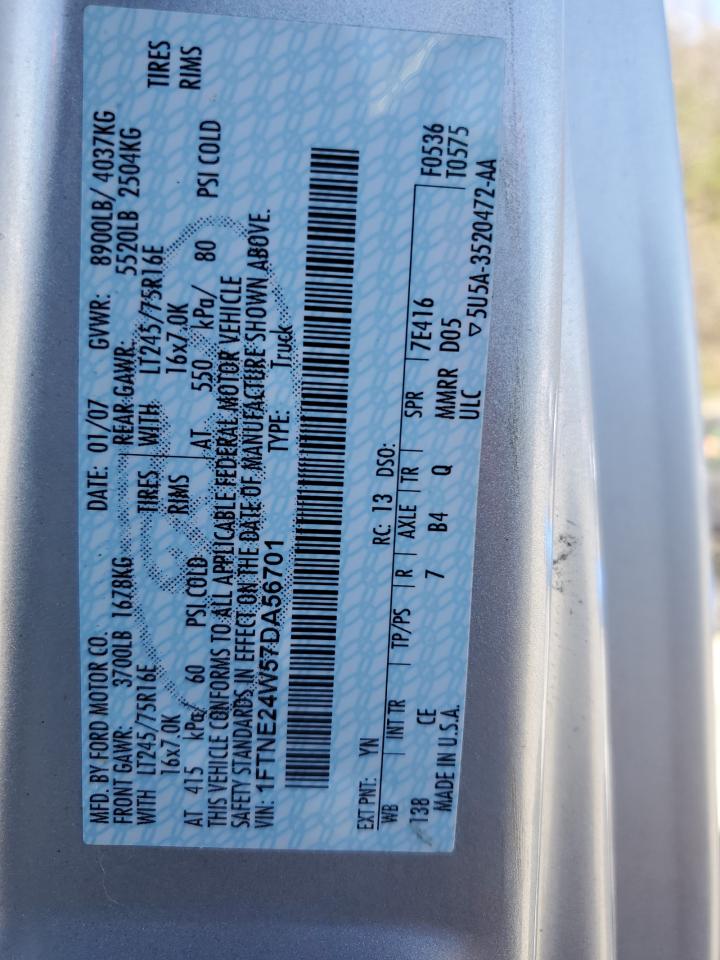 MFD. BY FORD MOTOR CO. DATE: 01/07 GVWR: 8900LB/ 4037KG
FRONT GAWR: 3700LB 1678KG REAR GAWR: 5520LB 2504KG
WITH LT245/75R16E TIRES WITH LT245/75R16E TIRES
16x7.0K RIMS 16x7.0K RIMS
AT 415 kPa/ 60 PSI COLD AT 550 kPa/ 80 PSI COLD
THIS VEHICLE CONFORMS TO ALL APPLICABLE FEDERAL MOTOR VEHICLE
SAFETY STANDARDS IN EFFECT ON THE DATE OF MANUFACTURE SHOWN ABOVE.
VIN: 1FTNE24W57DA56701 TYPE: Truck
EXT PNT: YN RC: 13 DSO: F0536
WB INT TR TP/PS R AXLE TR SPR T0575
138 CE 7 B4 Q MMRR 7E416 D05
MADE IN U.S.A. ULC ▽5U5A-3520472-AA